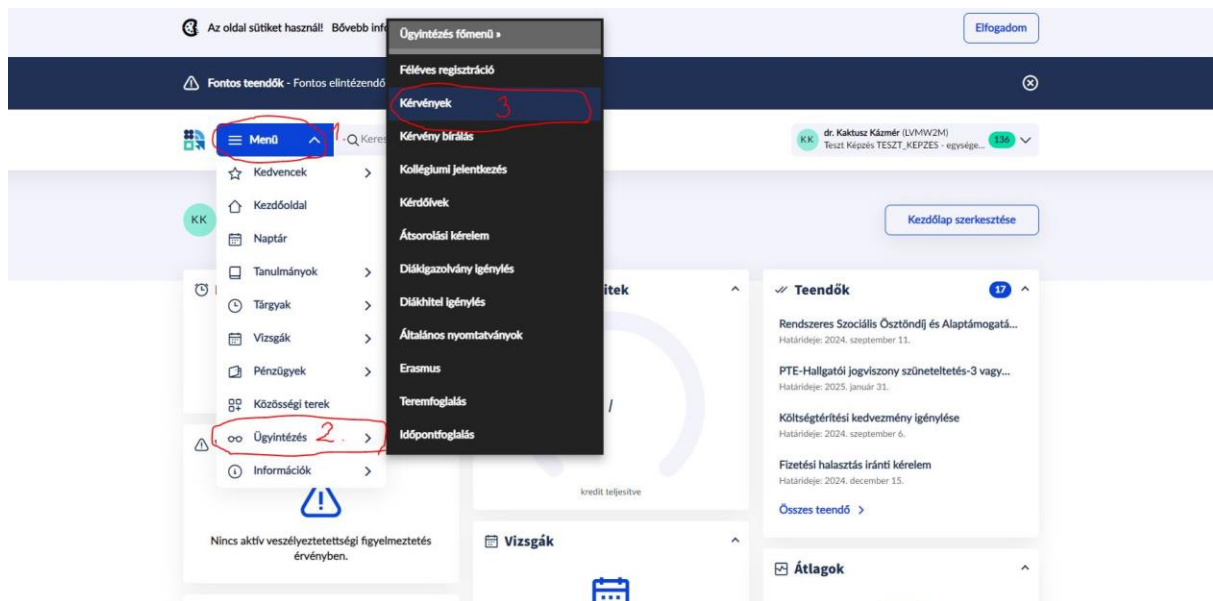 Az oldal sütiket használ! Bővebb info
Elfogadom
Fontos teendők - Fontos elintézendő
Menü
1
Keres
KK
dr. Kaktusz Kázmér (LVMW2M)
Teszt Képzés TESZT_KEPZES - egysége...
136
Kedvencek
Kezdőoldal
Naptár
Tanulmányok
Tárgyak
Vizsgák
Pénzügyek
Közösségi terek
Ügyintézés 2.
Információk
Ügyintézés főmenü »
Féléves regisztráció
Kérvények 3
Kérvény bírálás
Kollégiumi jelentkezés
Kérdőívek
Átsorolási kérelem
Diákigazolvány igénylés
Diákhitel igénylés
Általános nyomtatványok
Erasmus
Teremfoglalás
Időpontfoglalás
KK
Kezdőlap szerkesztése
itek
/
kredit teljesítve
Teendők 17
Rendszeres Szociális Ösztöndíj és Alaptámogatá...
Határideje: 2024. szeptember 11.
PTE-Hallgatói jogviszony szüneteltetés-3 vagy...
Határideje: 2025. január 31.
Költségtérítési kedvezmény igénylése
Határideje: 2024. szeptember 6.
Fizetési halasztás iránti kérelem
Határideje: 2024. december 15.
Összes teendő
Nincs aktív veszélyeztetettségi figyelmeztetés
érvényben.
Vizsgák
Átlagok